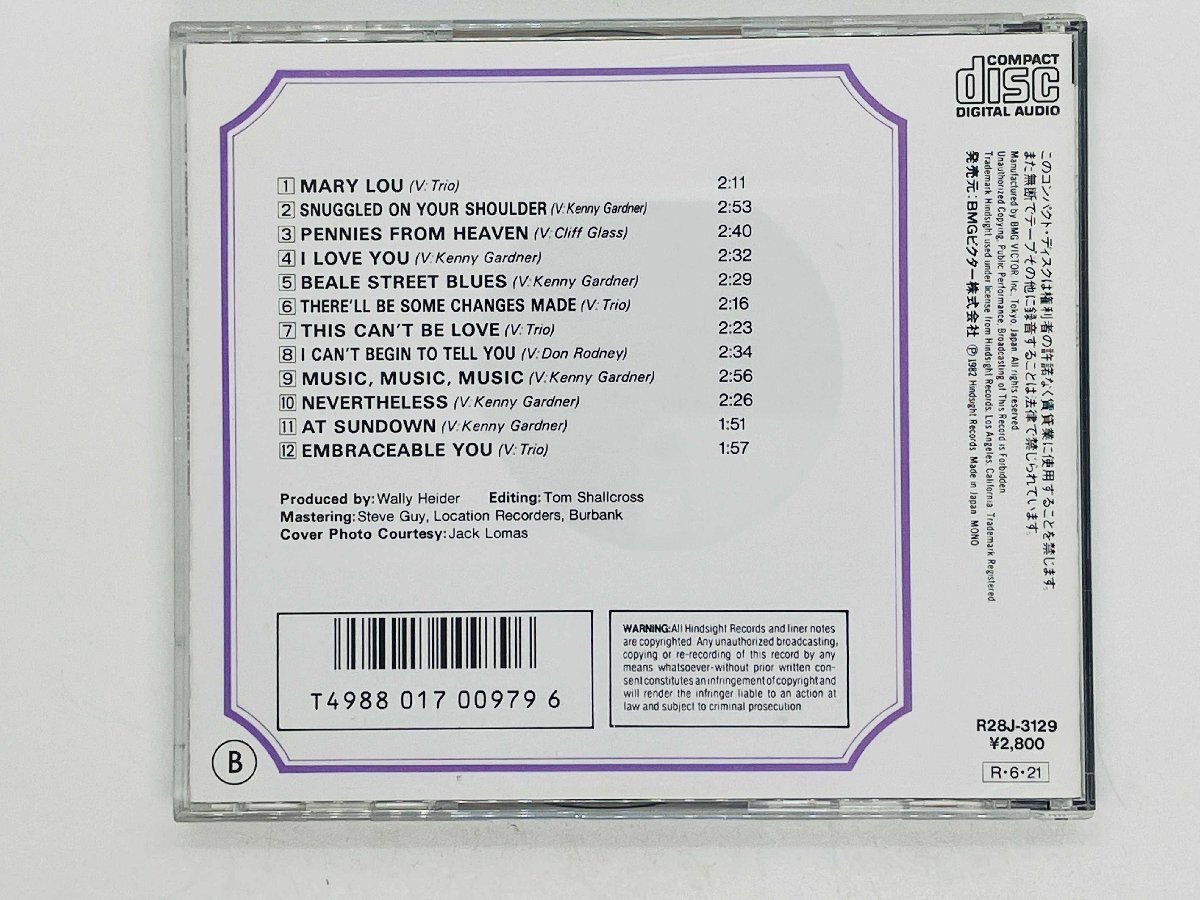 COMPACT
disc
DIGITAL AUDIO
1 MARY LOU (V: Trio) 2:11
2 SNUGGLED ON YOUR SHOULDER (V: Kenny Gardner) 2:53
3 PENNIES FROM HEAVEN (V: Cliff Glass) 2:40
4 I LOVE YOU (V: Kenny Gardner) 2:32
5 BEALE STREET BLUES (V: Kenny Gardner) 2:29
6 THERE'LL BE SOME CHANGES MADE (V: Trio) 2:16
7 THIS CAN'T BE LOVE (V: Trio) 2:23
8 I CAN'T BEGIN TO TELL YOU (V: Don Rodney) 2:34
9 MUSIC, MUSIC, MUSIC (V: Kenny Gardner) 2:56
10 NEVERTHELESS (V: Kenny Gardner) 2:26
11 AT SUNDOWN (V: Kenny Gardner) 1:51
12 EMBRACEABLE YOU (V: Trio) 1:57
Produced by: Wally Heider Editing: Tom Shallcross
Mastering: Steve Guy, Location Recorders, Burbank
Cover Photo Courtesy: Jack Lomas
T4988 017 00979 6
WARNING: All Hindsight Records and liner notes
are copyrighted. Any unauthorized broadcasting,
copying or re-recording of this record by any
means whatsoever-without prior written con-
sent constitutes an infringement of copyright and
will render the infringer liable to an action at
law and subject to criminal prosecution.
B
このコンパクト・ディスクは権利者の許諾なく賃貸業に使用することを禁じます。
また無断でテープその他に録音することは法律で禁じられています。
Manufactured by BMG VICTOR Inc., Tokyo, Japan. All rights reserved.
Unauthorized Copying, Public Performance, Broadcasting of This Record is Forbidden.
Trademark Hindsight used under license from Hindsight Records, Los Angeles, California. Trademark Registered.
発売元:BMGビクター株式会社 Ⓟ1982 Hindsight Records. Made in Japan MONO
R28J-3129
¥2,800
R・6・21